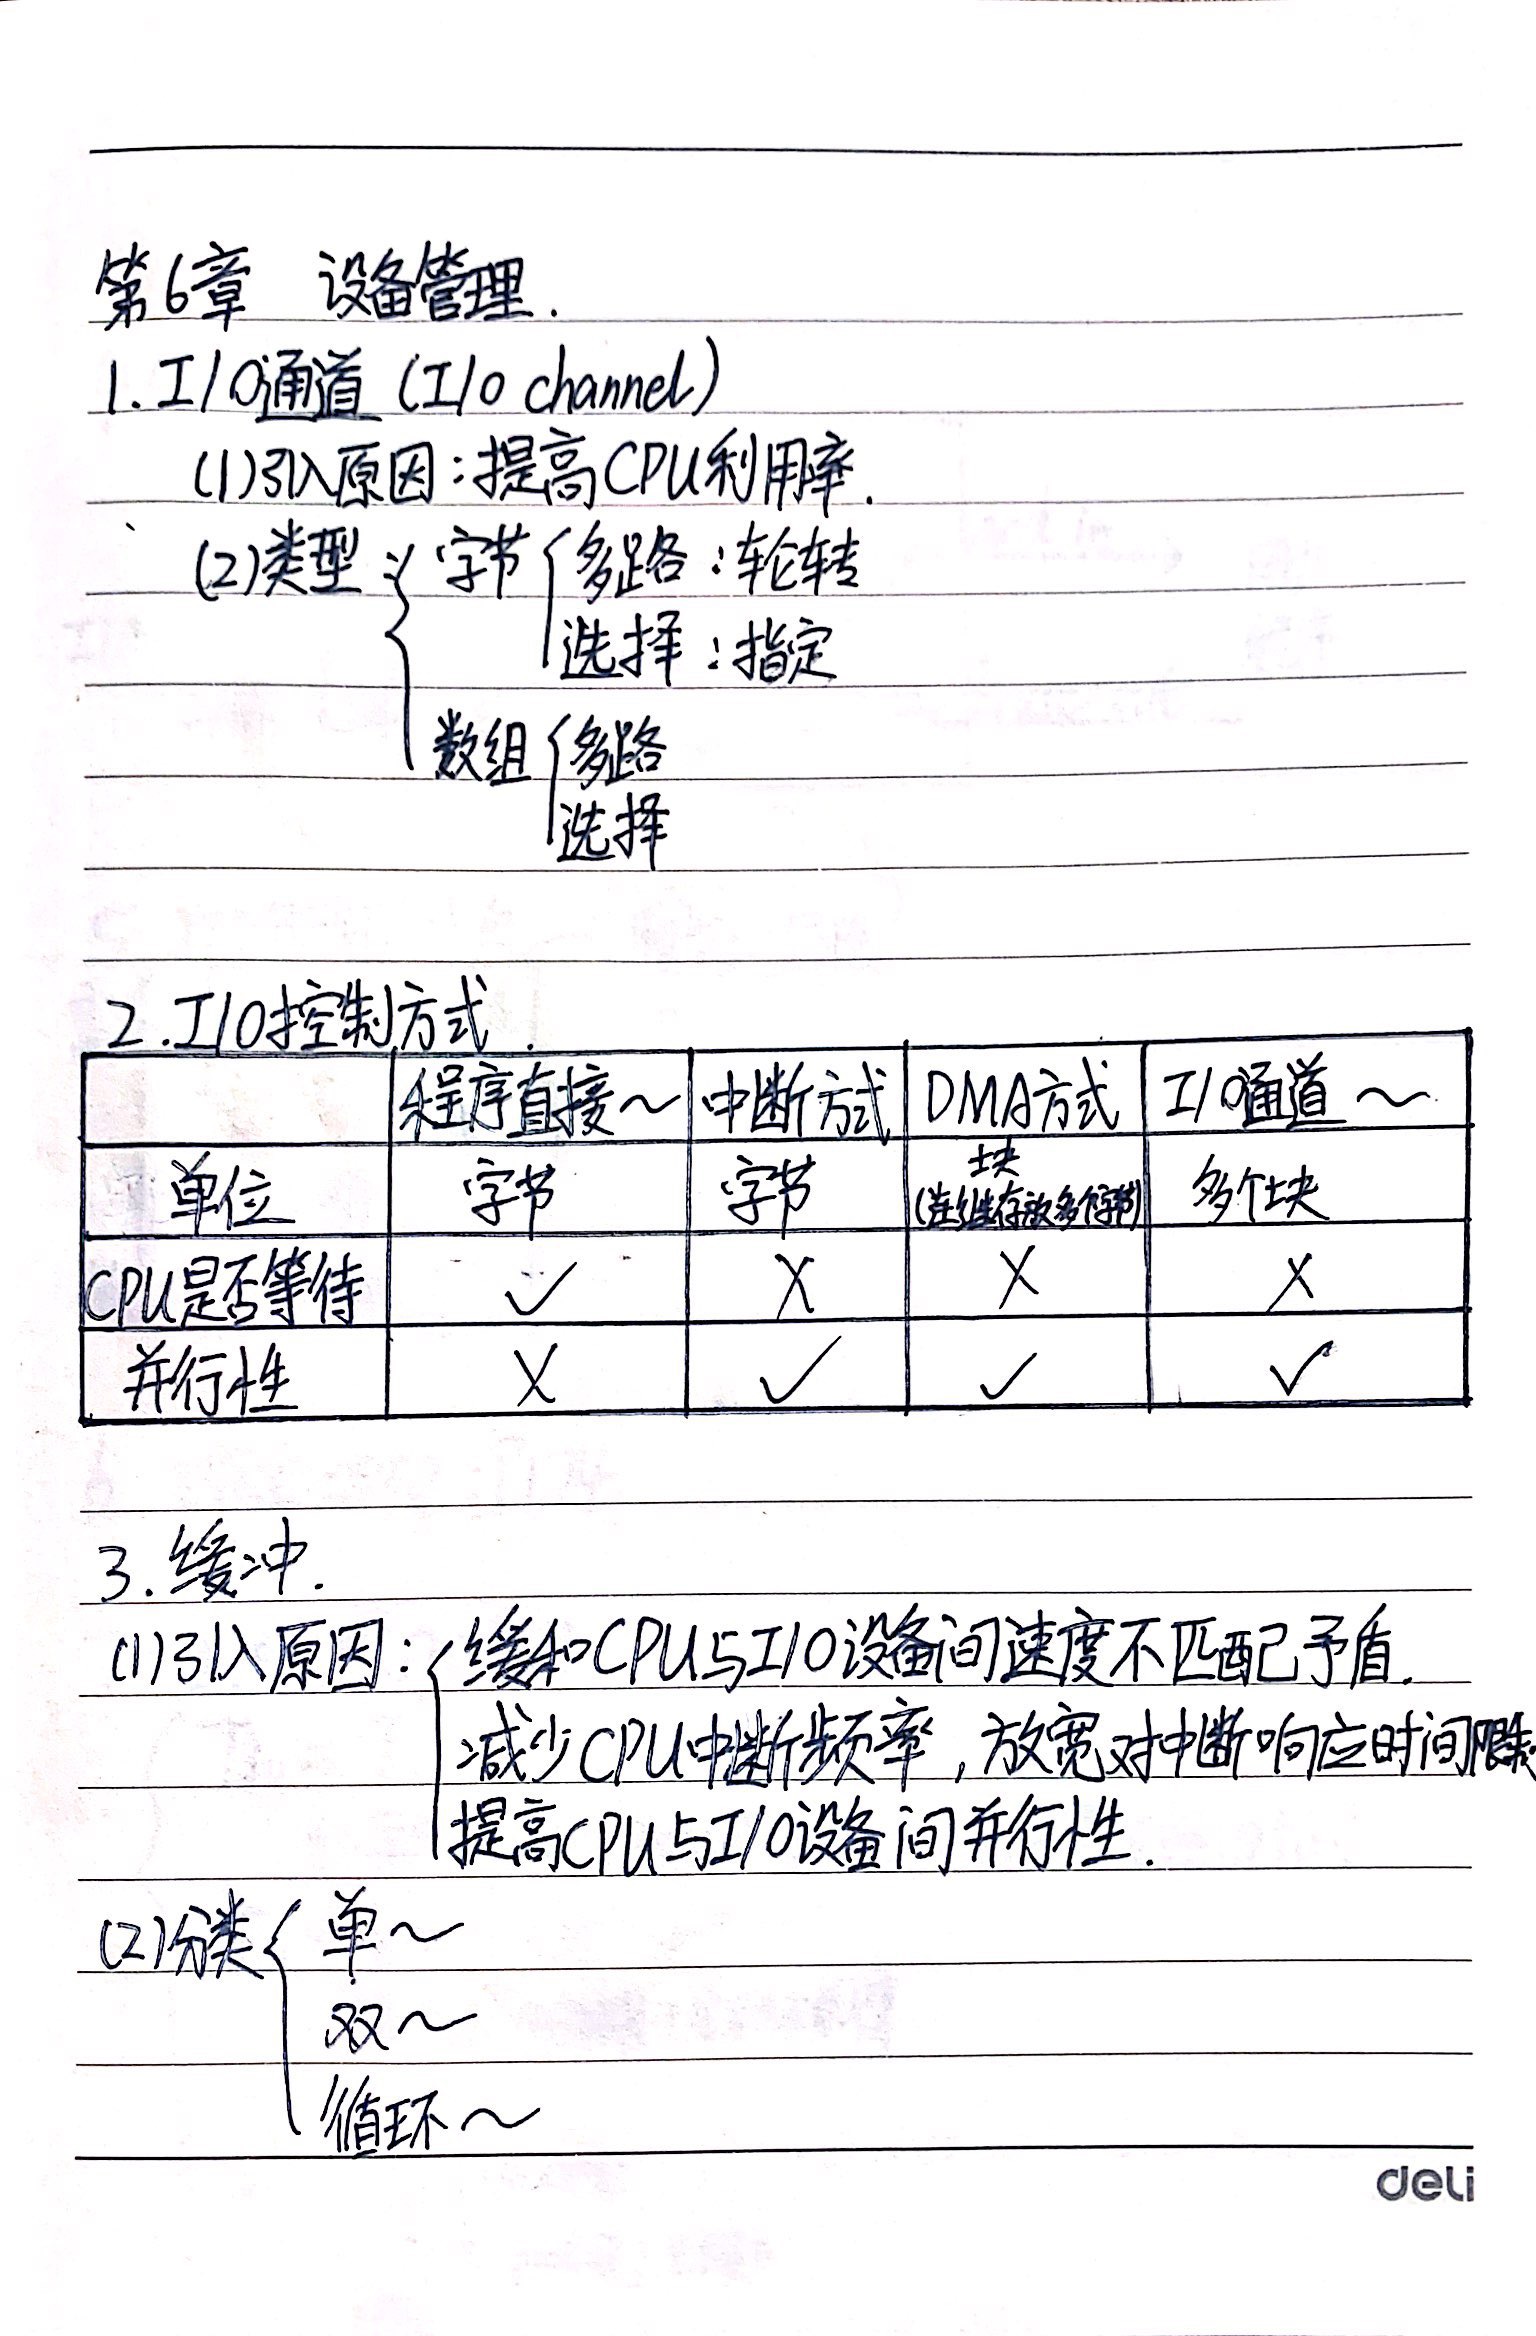 第6章 设备管理.
1. I/O通道 (I/O channel)
(1)引入原因:提高CPU利用率.
(2)类型: { 字节 { 多路:轮转
选择:指定
数组 { 多路
选择
2. I/O控制方式.
程序直接~ 中断方式 DMA方式 I/O通道~
单位 字节 字节 块 (连续存放多个字节) 多个块
CPU是否等待 ✓ X X X
并行性 X ✓ ✓ ✓
3. 缓冲.
(1)引入原因: { 缓和CPU与I/O设备间速度不匹配矛盾.
减少CPU中断频率,放宽对中断响应时间限制
提高CPU与I/O设备间并行性.
(2)分类 { 单~
双~
循环~
deli